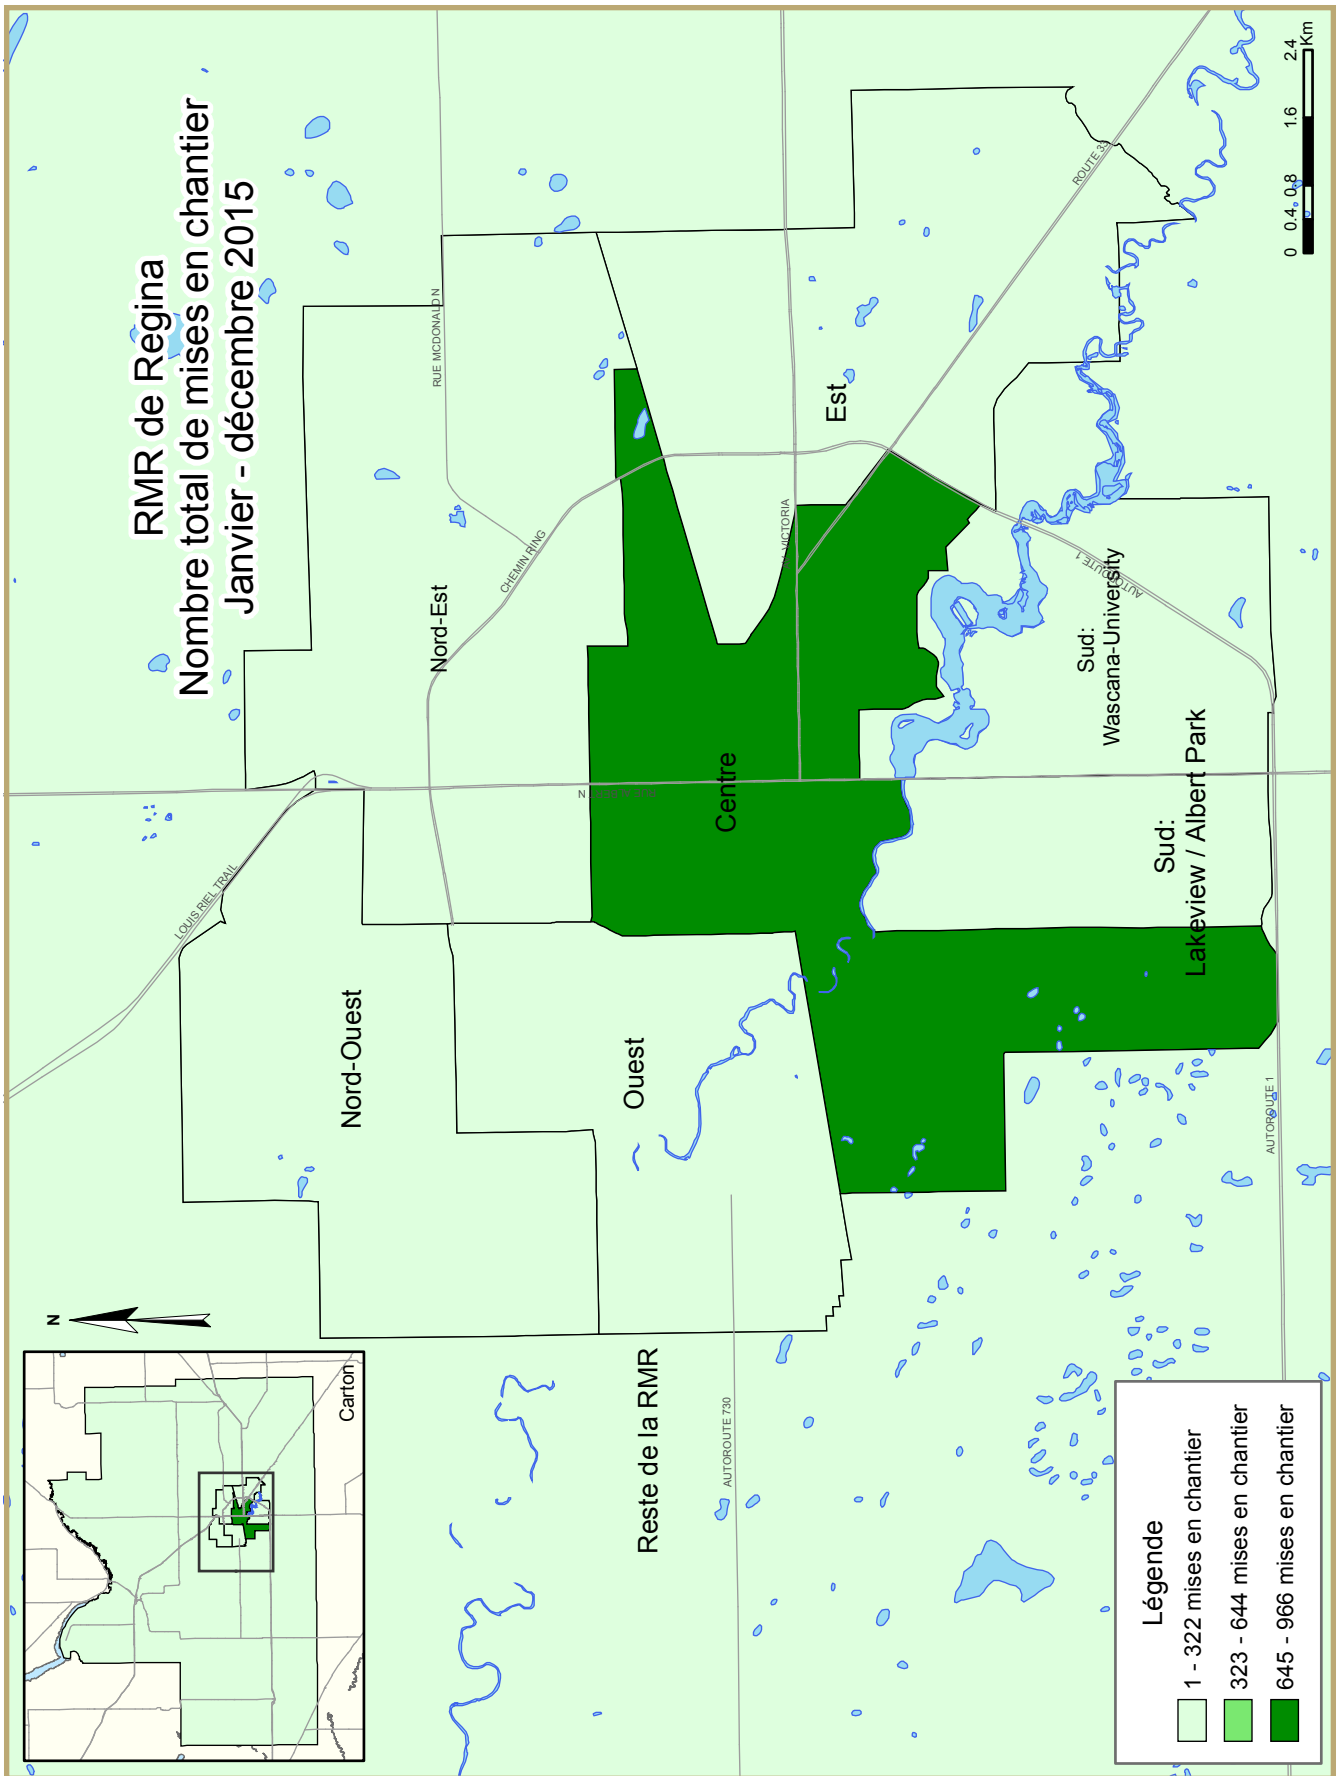 RMR de Regina
Nombre total de mises en chantier
Janvier - décembre 2015
N
Carton
LOUIS RIEL TRAIL
RUE MCDONALD N
CHEMIN RING
Nord-Est
Nord-Ouest
Ouest
Centre
Est
VICTORIA
ROUTE 33
N
Sud:
Wascana-University
AUTOROUTE 1
Sud:
Lakeview / Albert Park
AUTOROUTE 1
Reste de la RMR
AUTOROUTE 730
Légende
1 - 322 mises en chantier
323 - 644 mises en chantier
645 - 966 mises en chantier
0 0.4 0.8 1.6 2.4
Km